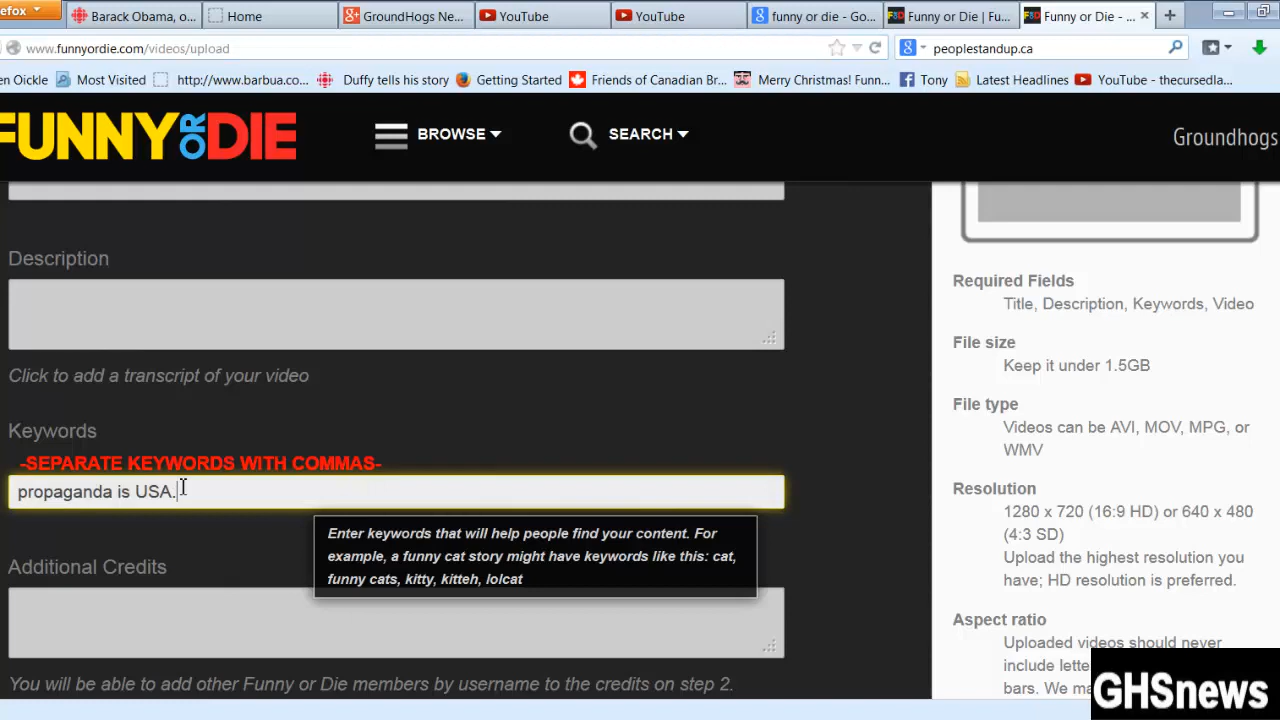 efox
Barack Obama, o...
Home
GroundHogs Ne...
YouTube
YouTube
funny or die - Go...
Funny or Die | Fu...
Funny or Die - ...
www.funnyordie.com/videos/upload
peoplestandup.ca
en Oickle
Most Visited
http://www.barbua.co...
Duffy tells his story
Getting Started
Friends of Canadian Br...
Merry Christmas! Funn...
Tony
Latest Headlines
YouTube - thecursedla...
FUNNY OR DIE
BROWSE
SEARCH
Groundhogs
Description
Click to add a transcript of your video
Keywords
-SEPARATE KEYWORDS WITH COMMAS-
propaganda is USA.
Enter keywords that will help people find your content. For
example, a funny cat story might have keywords like this: cat,
funny cats, kitty, kitteh, lolcat
Additional Credits
You will be able to add other Funny or Die members by username to the credits on step 2.
Required Fields
Title, Description, Keywords, Video
File size
Keep it under 1.5GB
File type
Videos can be AVI, MOV, MPG, or
WMV
Resolution
1280 x 720 (16:9 HD) or 640 x 480
(4:3 SD)
Upload the highest resolution you
have; HD resolution is preferred.
Aspect ratio
Uploaded videos should never
include lette
bars. We ma
GHSnews